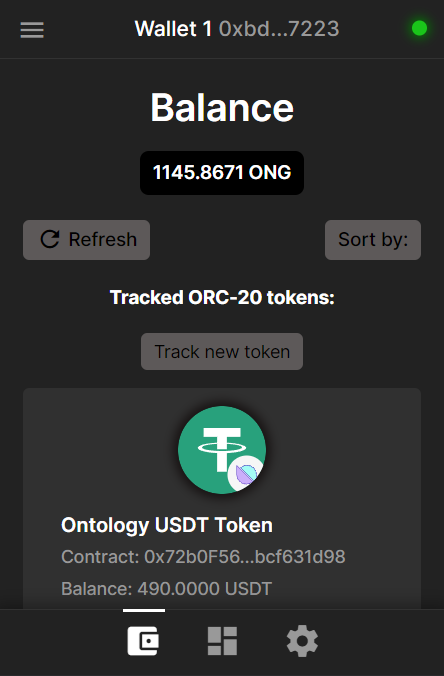 Wallet 1 0xbd...7223
Balance
1145.8671 ONG
Refresh
Sort by:
Tracked ORC-20 tokens:
Track new token
Ontology USDT Token
Contract: 0x72b0F56...bcf631d98
Balance: 490.0000 USDT